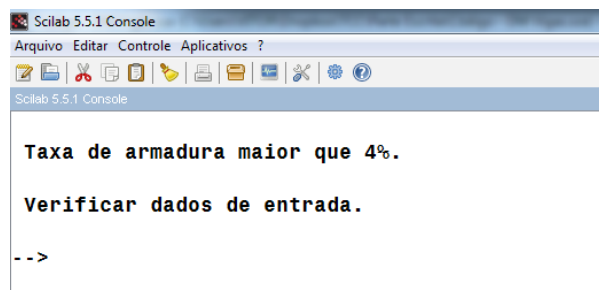 Scilab 5.5.1 Console
Arquivo Editar Controle Aplicativos ?
Scilab 5.5.1 Console
Taxa de armadura maior que 4%.
Verificar dados de entrada.
-->